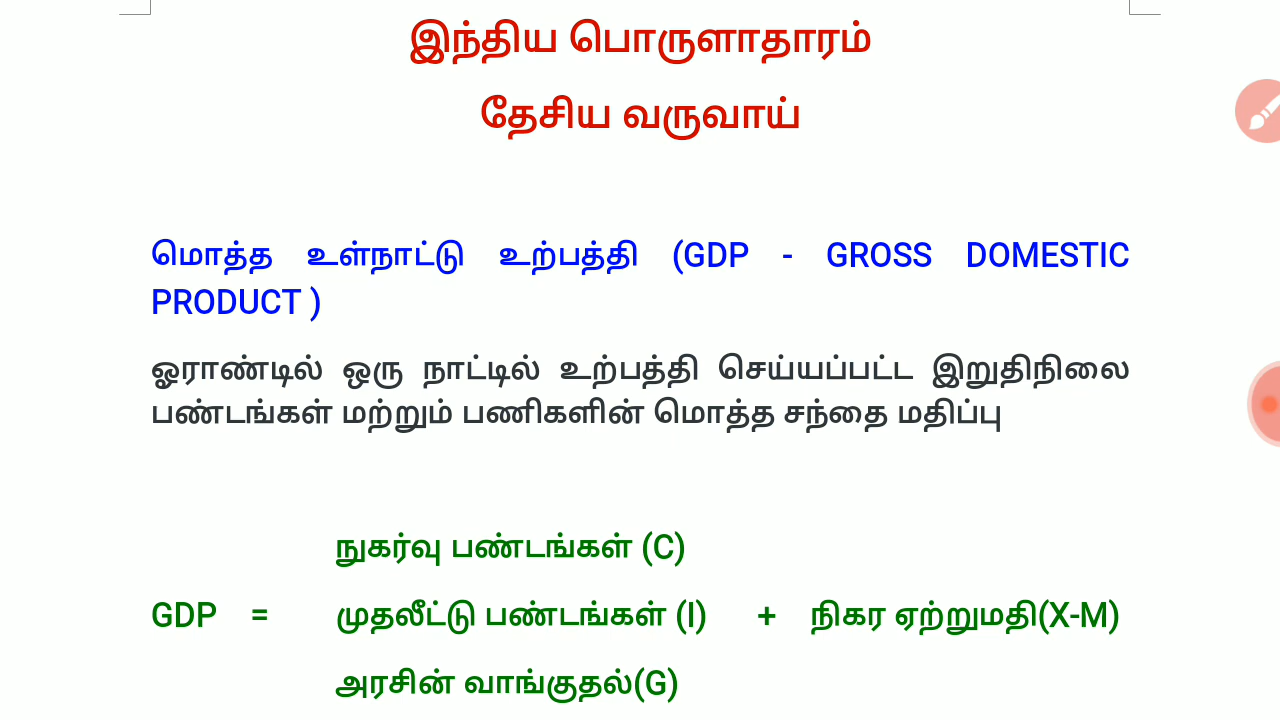 இந்திய பொருளாதாரம்
தேசிய வருவாய்
மொத்த உள்நாட்டு உற்பத்தி (GDP - GROSS DOMESTIC
PRODUCT )
ஓராண்டில் ஒரு நாட்டில் உற்பத்தி செய்யப்பட்ட இறுதிநிலை
பண்டங்கள் மற்றும் பணிகளின் மொத்த சந்தை மதிப்பு
நுகர்வு பண்டங்கள் (C)
GDP = முதலீட்டு பண்டங்கள் (I) + நிகர ஏற்றுமதி(X-M)
அரசின் வாங்குதல்(G)